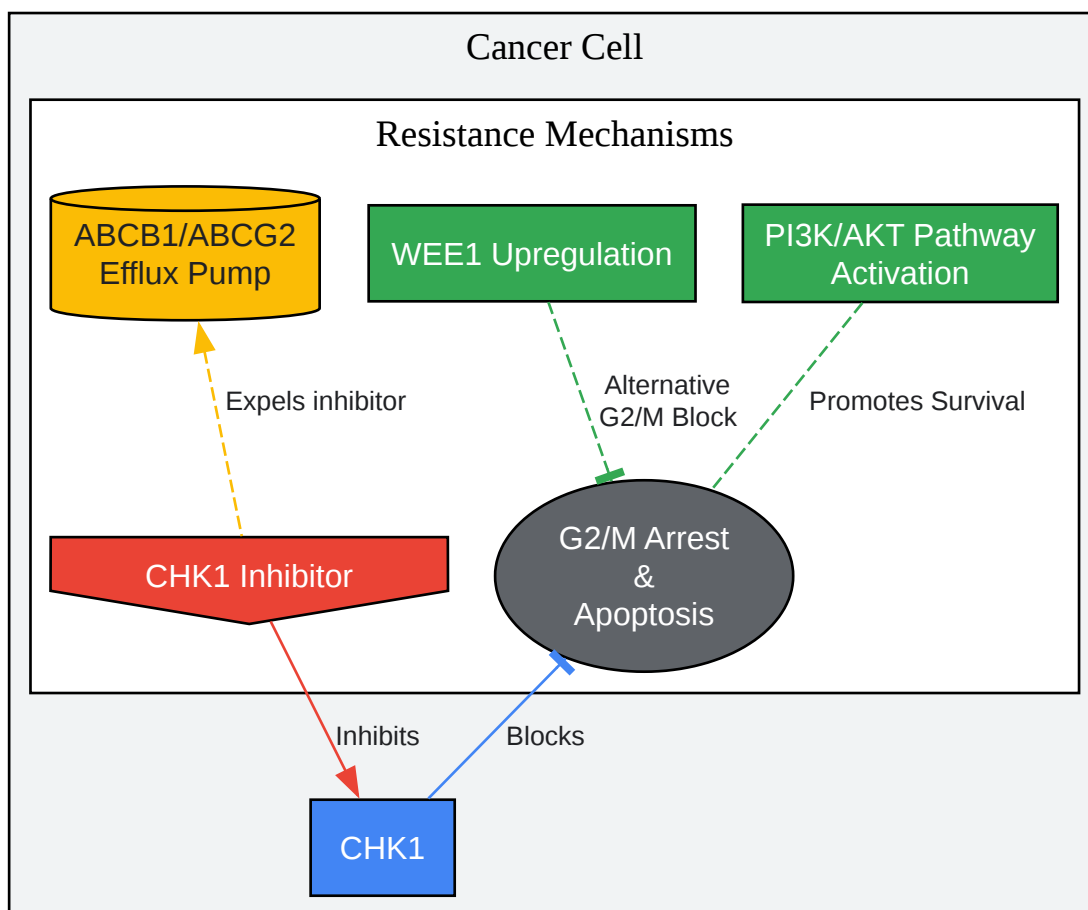 Cancer Cell
Resistance Mechanisms
ABCB1/ABCG2
Efflux Pump
WEE1 Upregulation
PI3K/AKT Pathway
Activation
Expels inhibitor
Alternative
G2/M Block
Promotes Survival
CHK1 Inhibitor
G2/M Arrest
&
Apoptosis
Inhibits
Blocks
CHK1